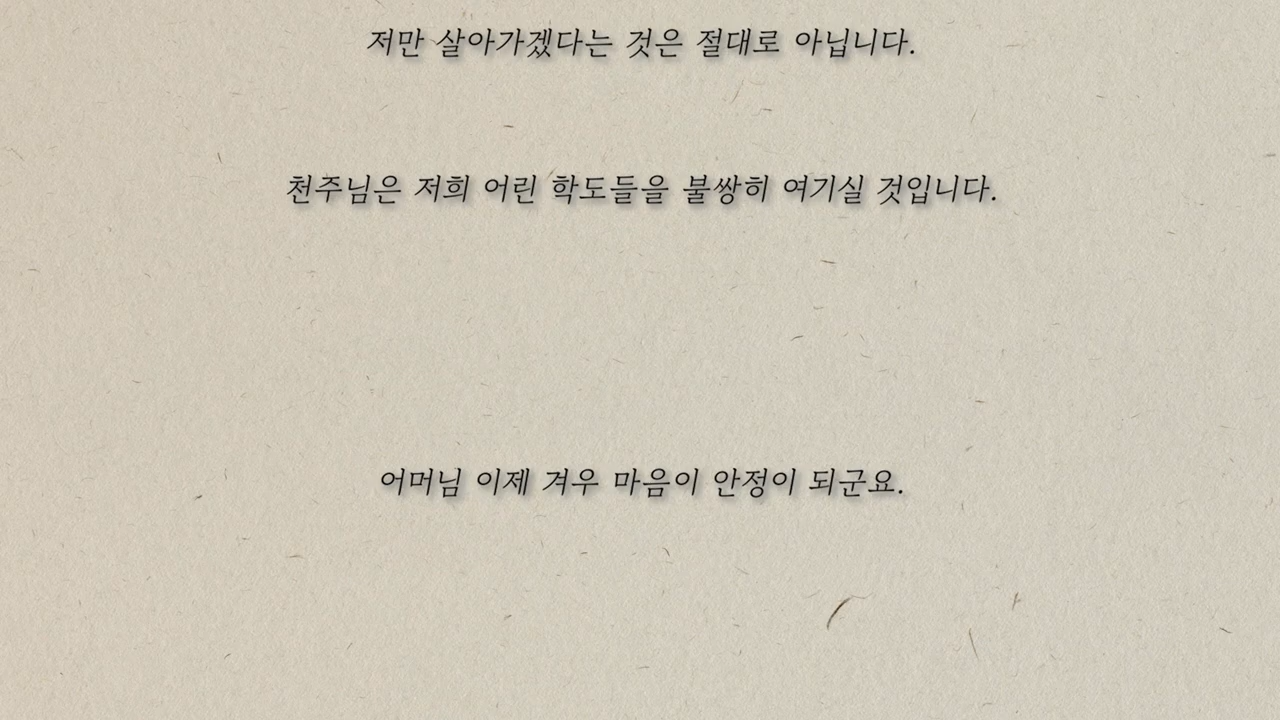 저만 살아가겠다는 것은 절대로 아닙니다.
천주님은 저희 어린 학도들을 불쌍히 여기실 것입니다.
어머님 이제 겨우 마음이 안정이 되군요.